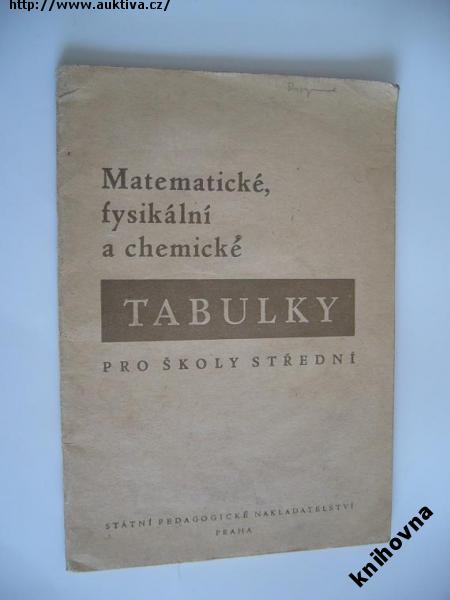 http://www.auktiva.cz/
Matematické,
fysikální
a chemické
TABULKY
PRO ŠKOLY STŘEDNÍ
STÁTNÍ PEDAGOGICKÉ NAKLADATELSTVÍ
PRAHA
knihovna